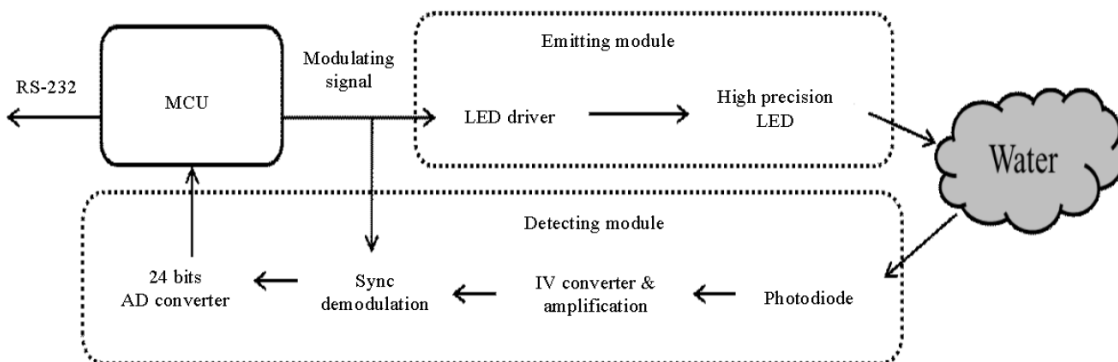 Emitting module
RS-232
MCU
Modulating
signal
LED driver
High precision
LED
Water
Detecting module
24 bits
AD converter
Sync
demodulation
IV converter &
amplification
Photodiode